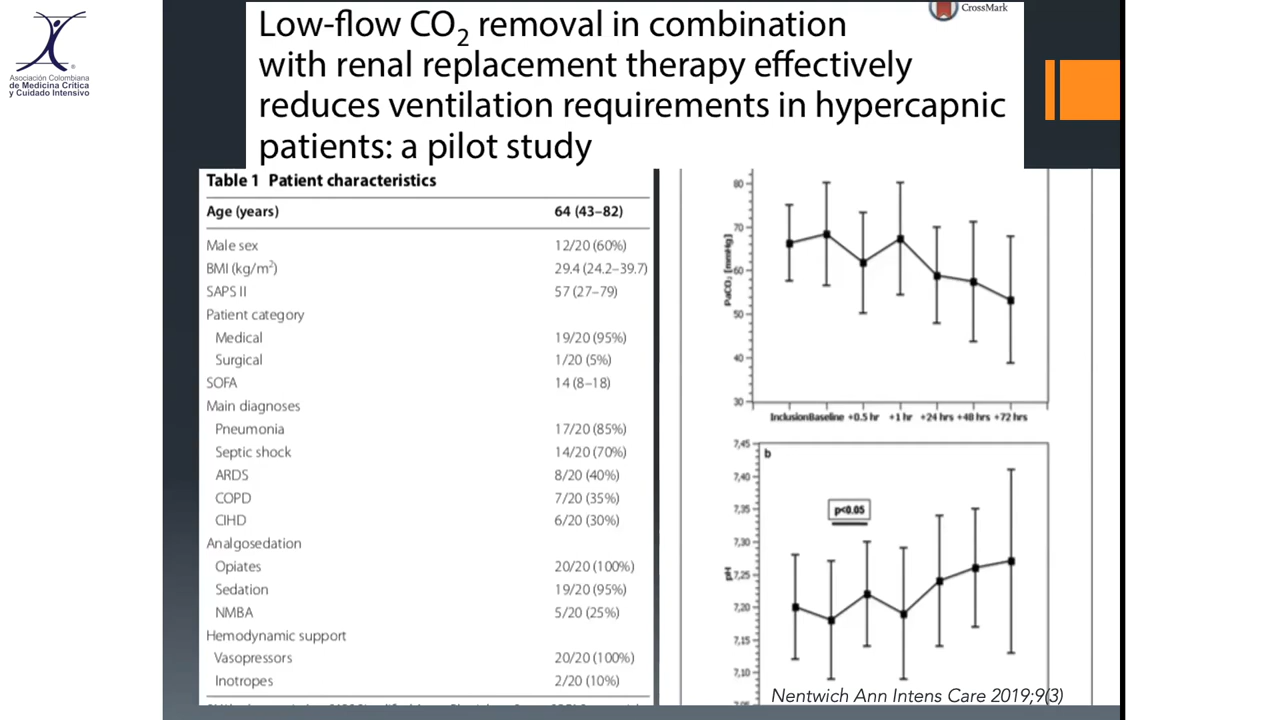 Asociación Colombiana
de Medicina Crítica
y Cuidado Intensivo
CrossMark
Low-flow CO₂ removal in combination
with renal replacement therapy effectively
reduces ventilation requirements in hypercapnic
patients: a pilot study
Table 1 Patient characteristics
Age (years) 64 (43–82)
Male sex 12/20 (60%)
BMI (kg/m²) 29.4 (24.2–39.7)
SAPS II 57 (27–79)
Patient category
Medical 19/20 (95%)
Surgical 1/20 (5%)
SOFA 14 (8–18)
Main diagnoses
Pneumonia 17/20 (85%)
Septic shock 14/20 (70%)
ARDS 8/20 (40%)
COPD 7/20 (35%)
CIHD 6/20 (30%)
Analgosedation
Opiates 20/20 (100%)
Sedation 19/20 (95%)
NMBA 5/20 (25%)
Hemodynamic support
Vasopressors 20/20 (100%)
Inotropes 2/20 (10%)
PaCO₂ [mmHg]
80
70
60
50
40
30
Inclusion Baseline +0.5 hr +1 hr +24 hrs +48 hrs +72 hrs
b
pH
7,45
7,40
7,35
7,30
7,25
7,20
7,15
7,10
p<0.05
Nentwich Ann Intens Care 2019;9(3)